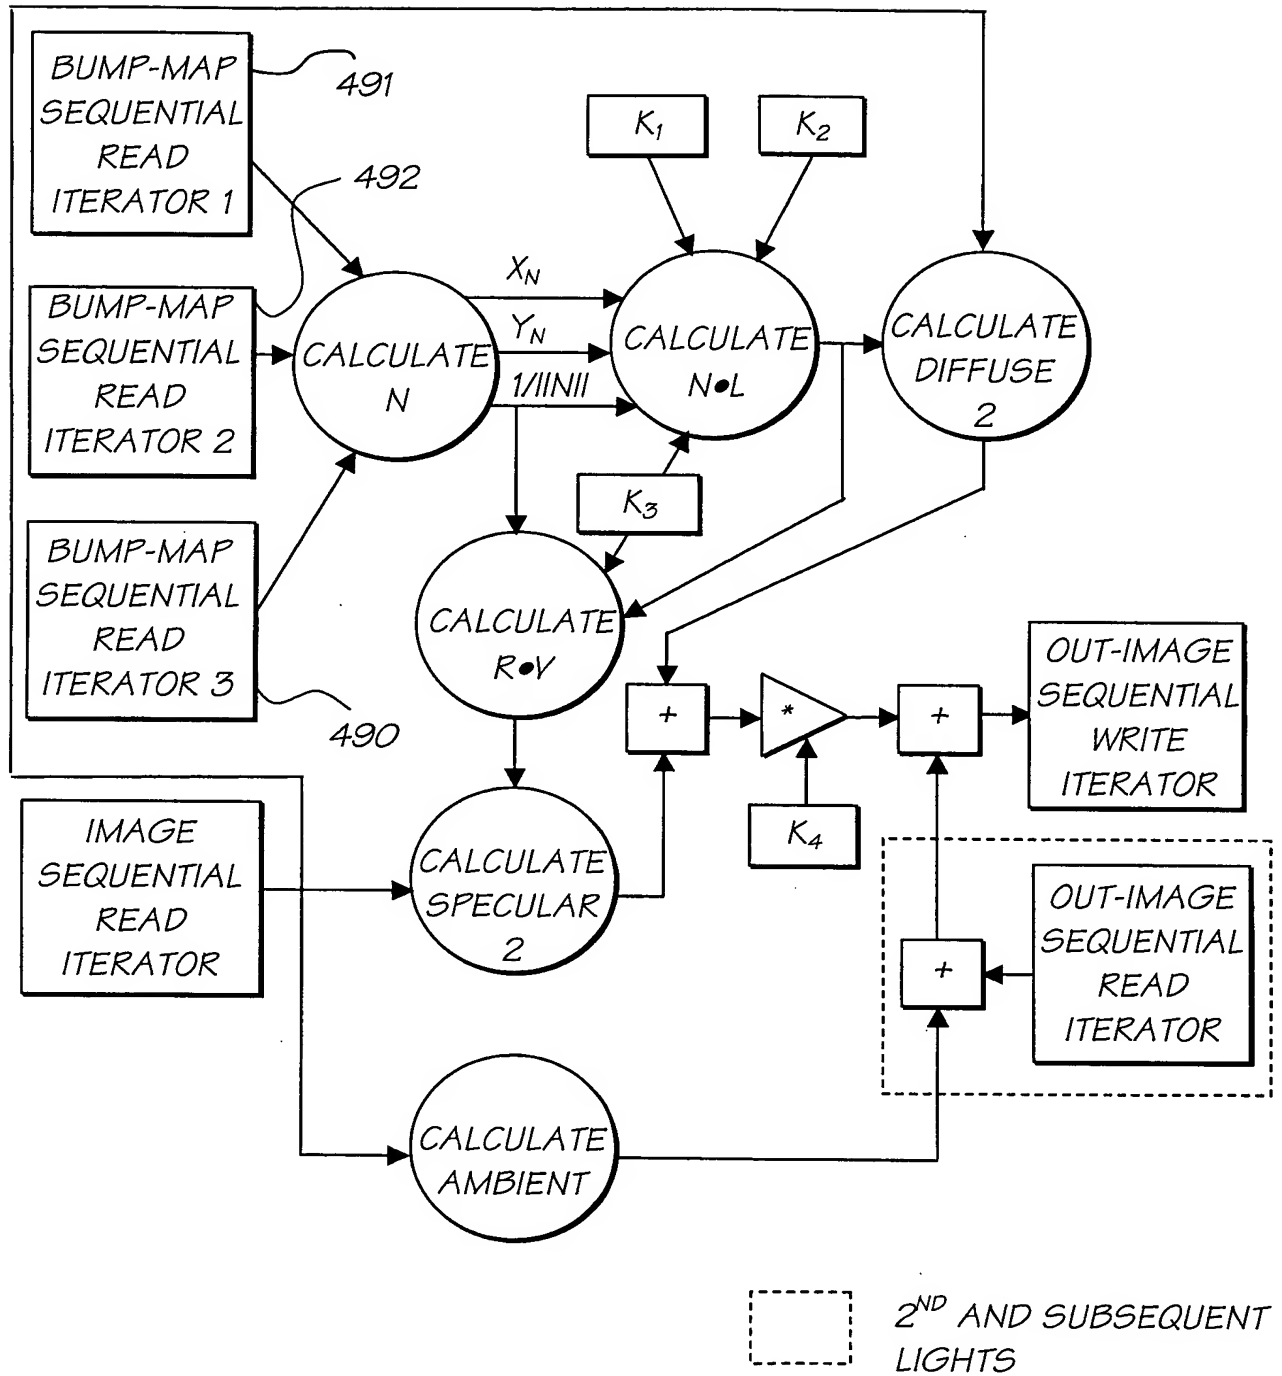 BUMP-MAP
SEQUENTIAL
READ
ITERATOR 1
491
K1
K2
492
BUMP-MAP
SEQUENTIAL
READ
ITERATOR 2
CALCULATE
N
XN
YN
1/IINII
CALCULATE
N●L
CALCULATE
DIFFUSE
2
K3
BUMP-MAP
SEQUENTIAL
READ
ITERATOR 3
490
CALCULATE
R●V
+
*
+
OUT-IMAGE
SEQUENTIAL
WRITE
ITERATOR
K4
IMAGE
SEQUENTIAL
READ
ITERATOR
CALCULATE
SPECULAR
2
+
OUT-IMAGE
SEQUENTIAL
READ
ITERATOR
CALCULATE
AMBIENT
2ND AND SUBSEQUENT
LIGHTS